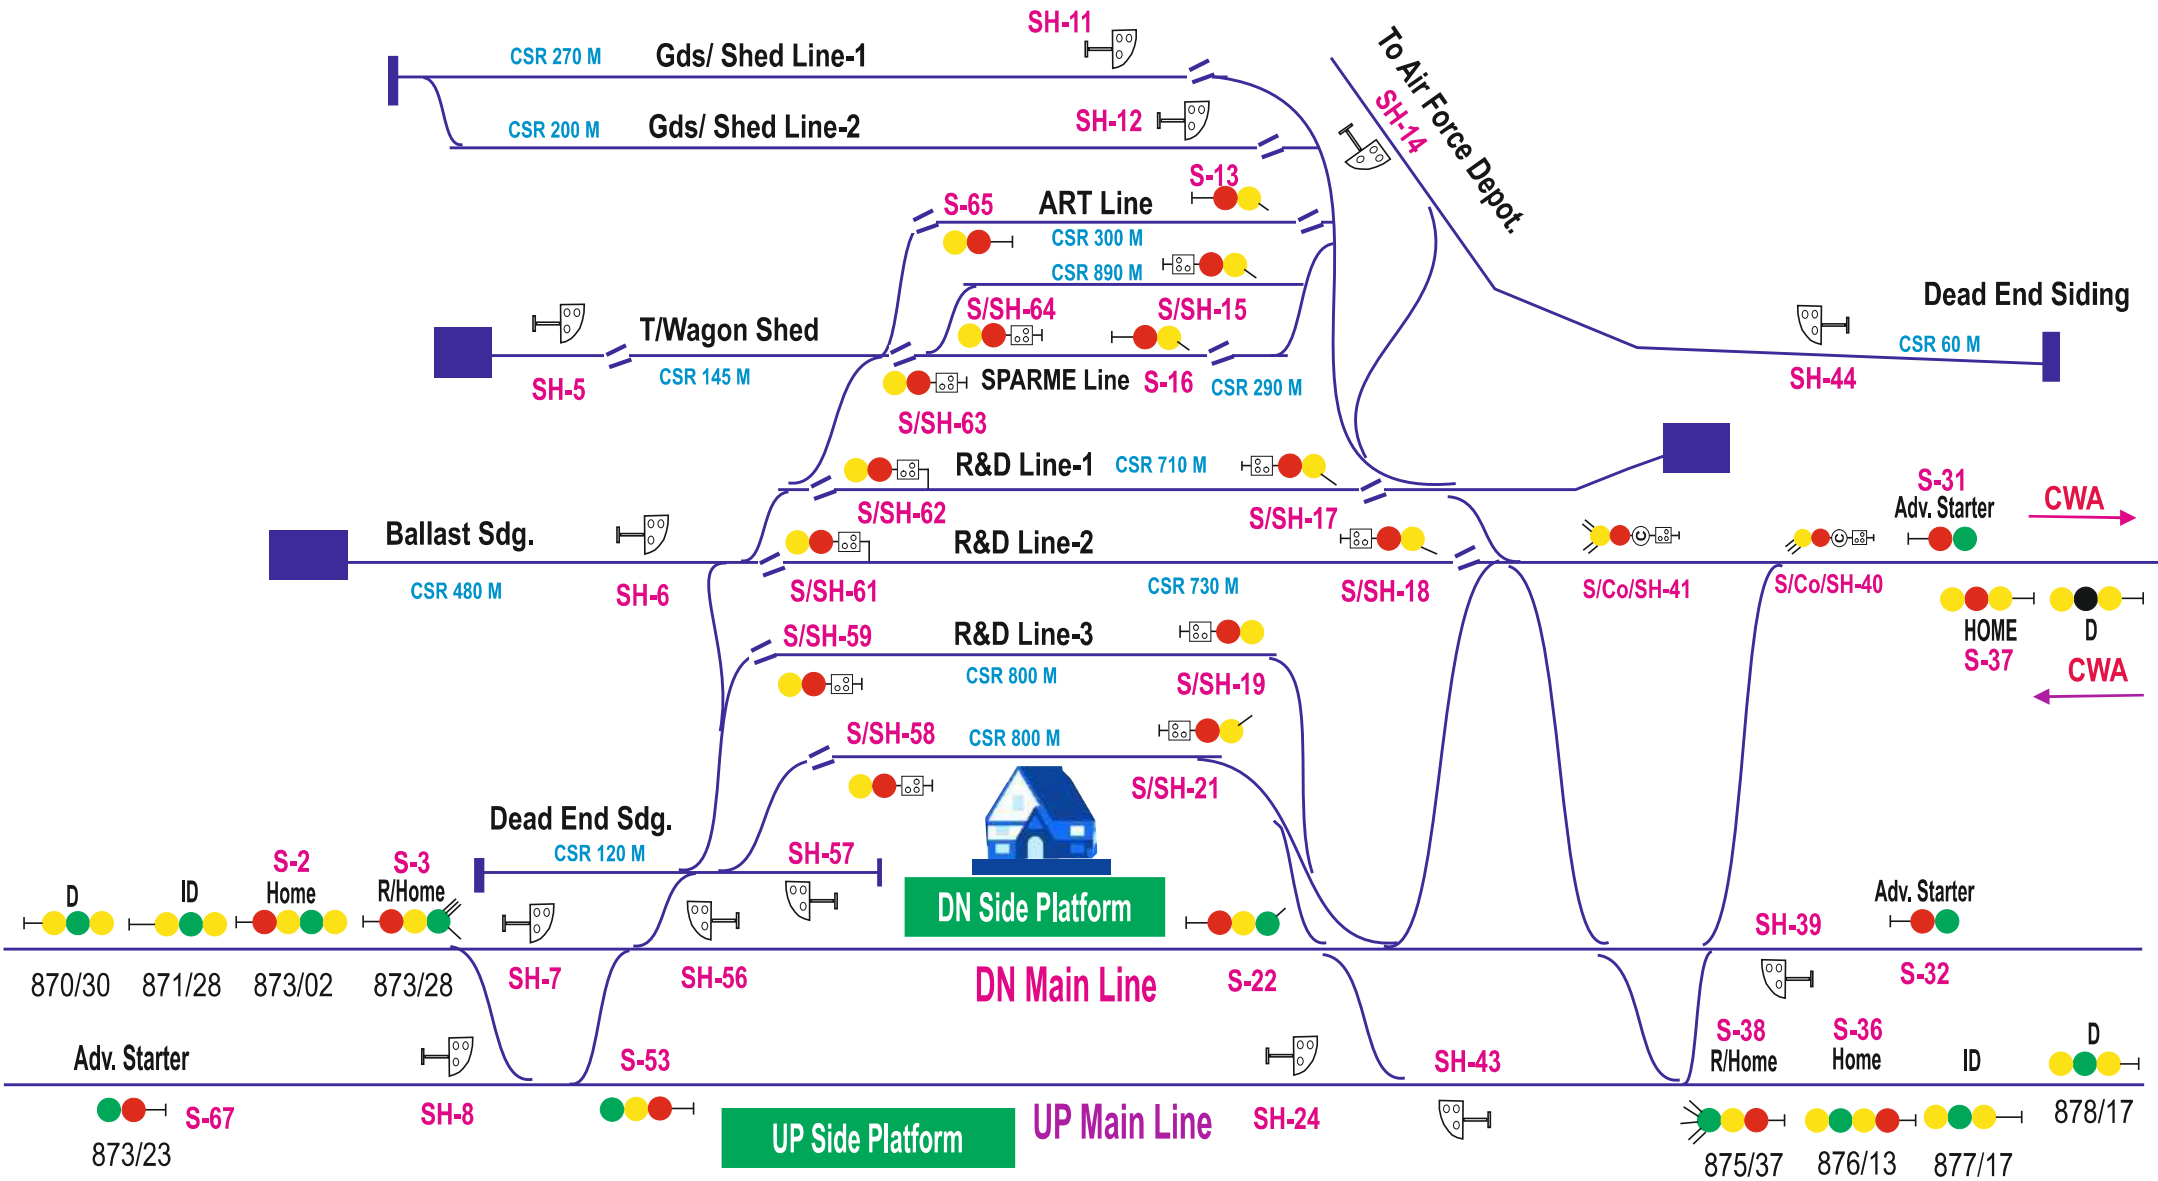 SH-11
CSR 270 M
Gds/ Shed Line-1
To Air Force Depot.
SH-14
CSR 200 M
Gds/ Shed Line-2
SH-12
S-13
S-65
ART Line
CSR 300 M
CSR 890 M
Dead End Siding
S/SH-64
S/SH-15
T/Wagon Shed
CSR 60 M
SH-5
CSR 145 M
SPARME Line
S-16
CSR 290 M
SH-44
S/SH-63
R&D Line-1
CSR 710 M
S-31
Adv. Starter
CWA
S/SH-62
S/SH-17
Ballast Sdg.
R&D Line-2
C
C
CSR 480 M
SH-6
S/SH-61
CSR 730 M
S/SH-18
S/Co/SH-41
S/Co/SH-40
HOME
D
S-37
CWA
S/SH-59
R&D Line-3
CSR 800 M
S/SH-19
S/SH-58
CSR 800 M
S/SH-21
Dead End Sdg.
CSR 120 M
SH-57
D
ID
S-2
Home
S-3
R/Home
DN Side Platform
Adv. Starter
SH-39
870/30
871/28
873/02
873/28
SH-7
SH-56
DN Main Line
S-22
S-32
Adv. Starter
S-53
SH-43
S-38
R/Home
S-36
Home
ID
D
S-67
873/23
SH-8
UP Side Platform
UP Main Line
SH-24
875/37
876/13
877/17
878/17